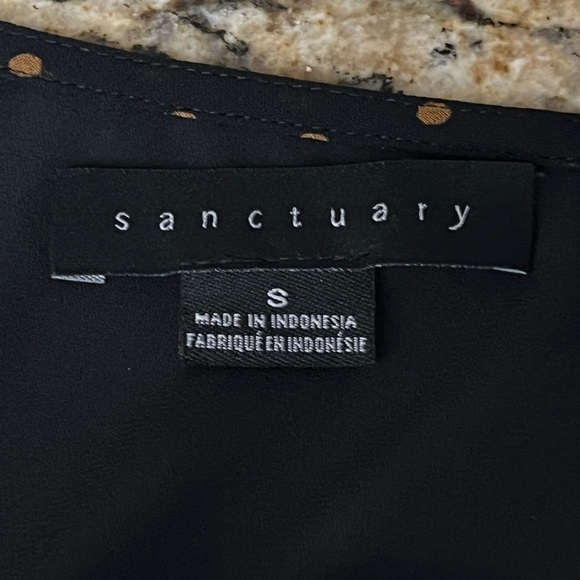 sanctuary
S
MADE IN INDONESIA
FABRIQUÉ EN INDONÉSIE